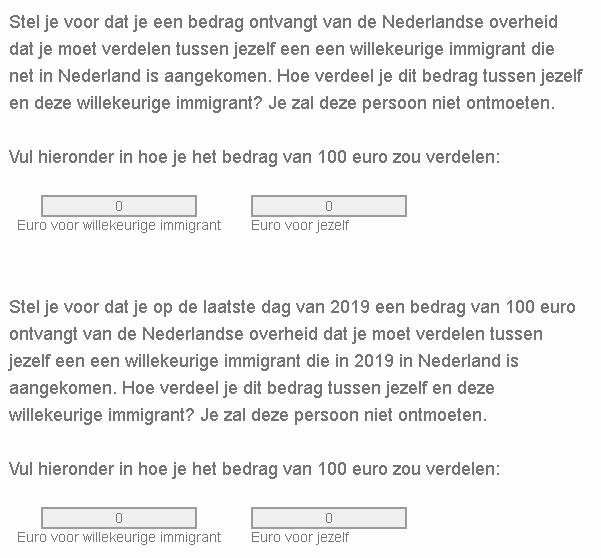 Stel je voor dat je een bedrag ontvangt van de Nederlandse overheid
dat je moet verdelen tussen jezelf een een willekeurige immigrant die
net in Nederland is aangekomen. Hoe verdeel je dit bedrag tussen jezelf
en deze willekeurige immigrant? Je zal deze persoon niet ontmoeten.
Vul hieronder in hoe je het bedrag van 100 euro zou verdelen:
0 0
Euro voor willekeurige immigrant Euro voor jezelf
Stel je voor dat je op de laatste dag van 2019 een bedrag van 100 euro
ontvangt van de Nederlandse overheid dat je moet verdelen tussen
jezelf een een willekeurige immigrant die in 2019 in Nederland is
aangekomen. Hoe verdeel je dit bedrag tussen jezelf en deze
willekeurige immigrant? Je zal deze persoon niet ontmoeten.
Vul hieronder in hoe je het bedrag van 100 euro zou verdelen:
0 0
Euro voor willekeurige immigrant Euro voor jezelf